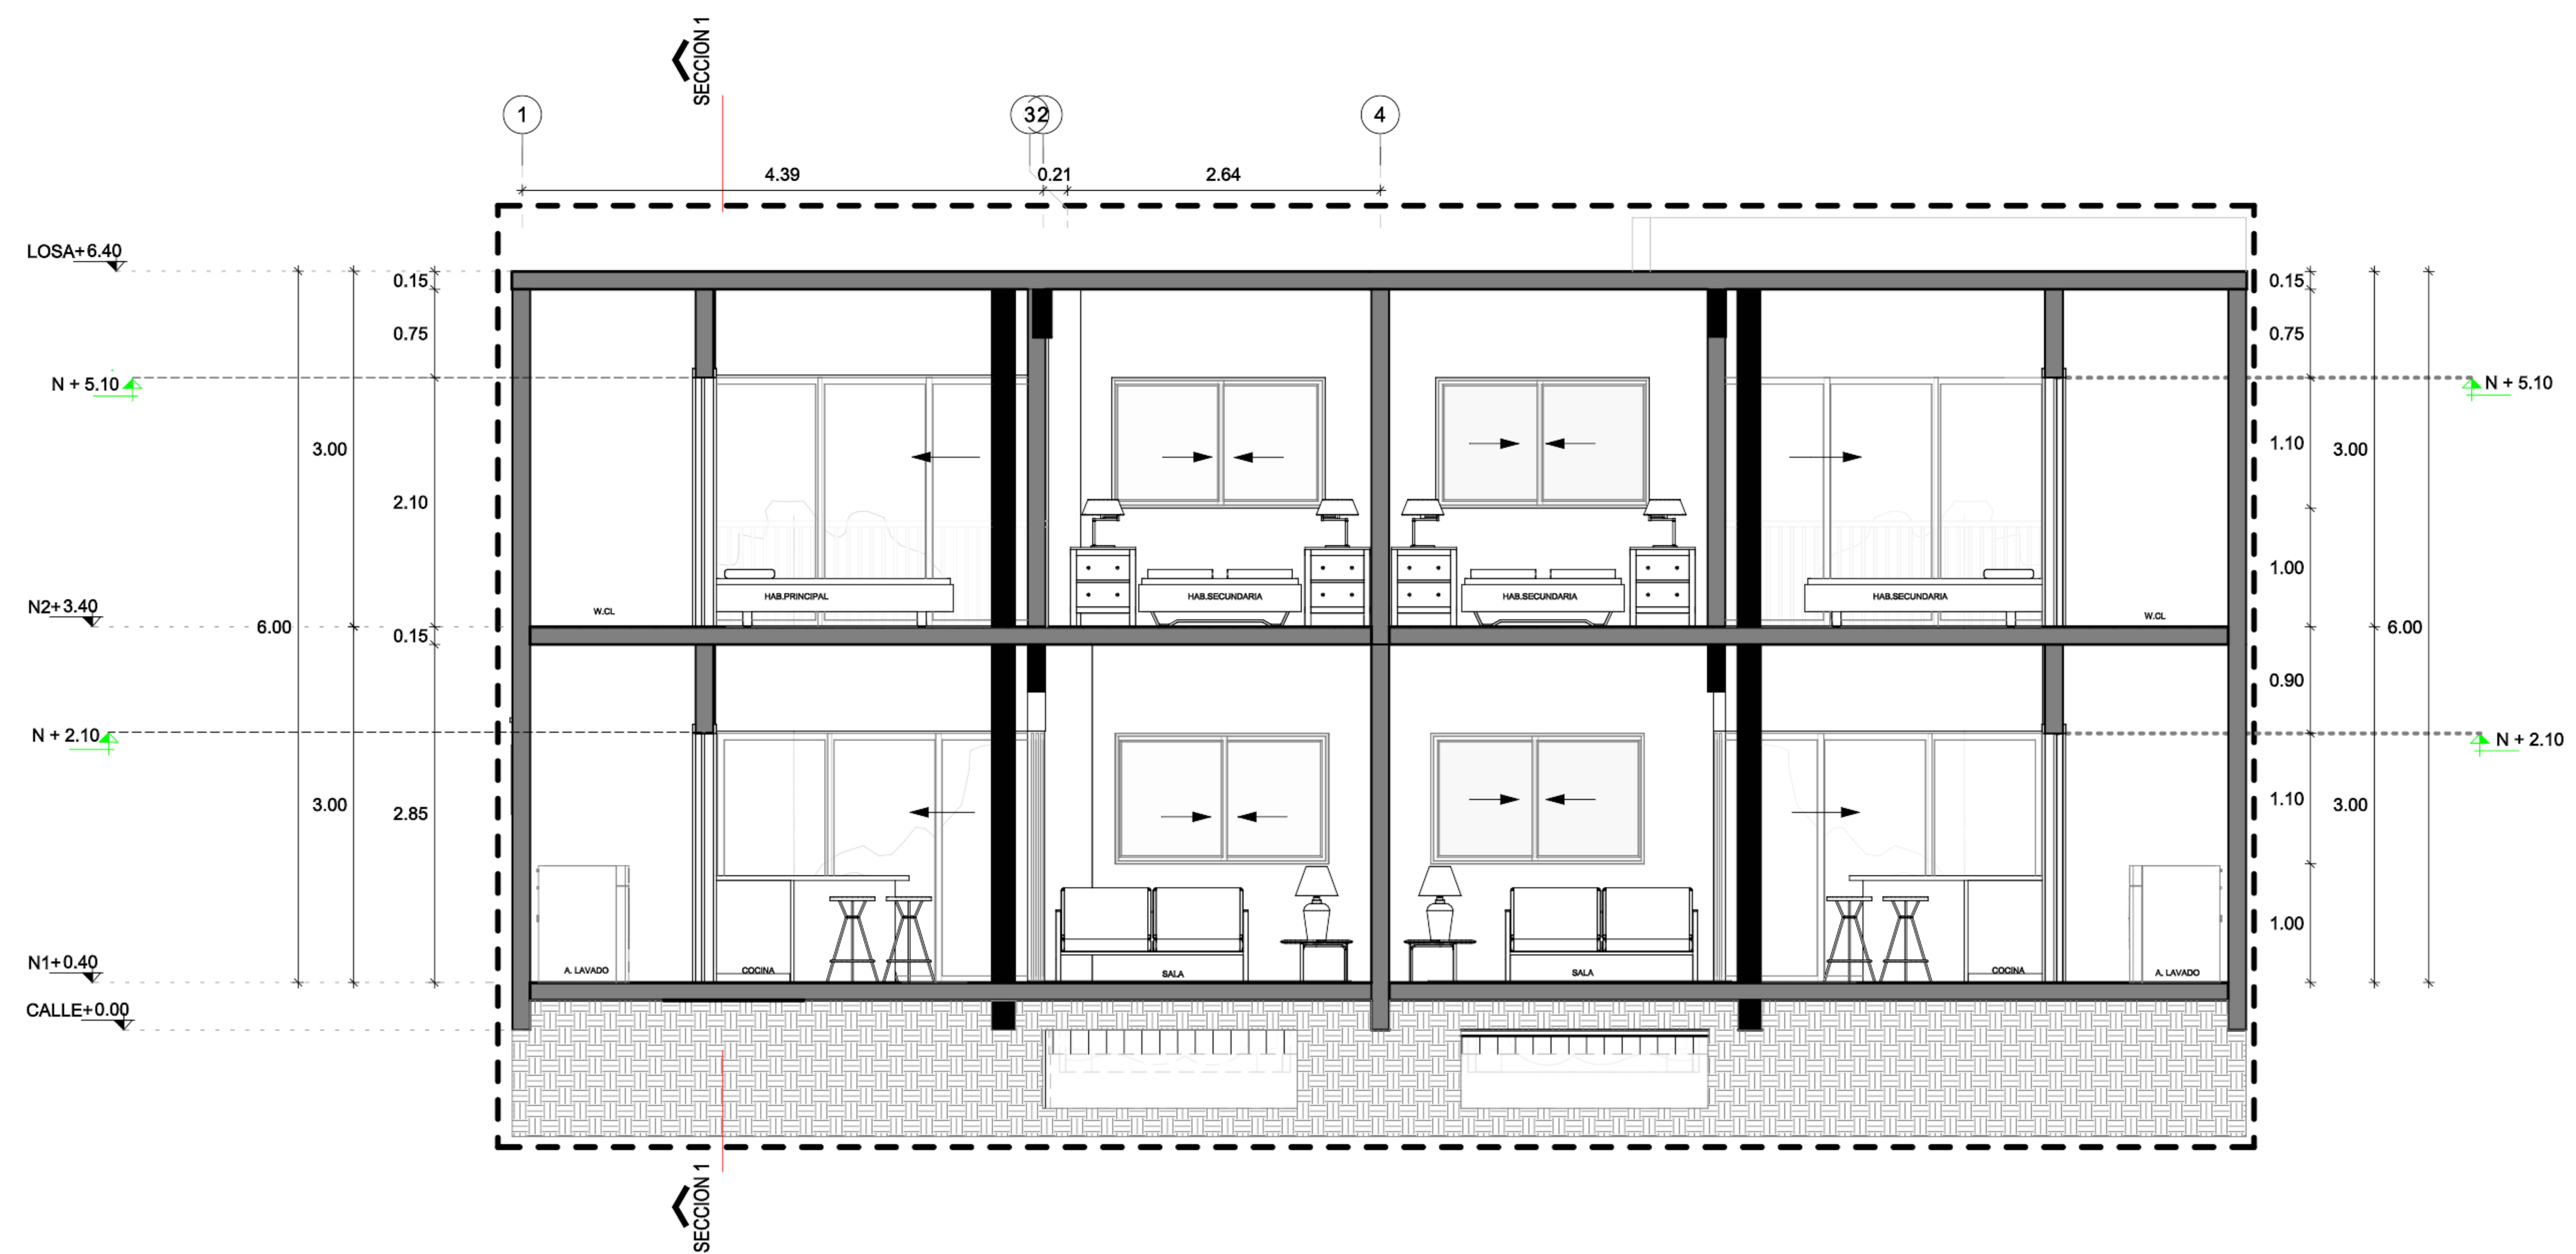 SECCION 1
1
32
4
4.39
0.21
2.64
LOSA+6.40
0.15
0.15
0.75
0.75
N + 5.10
N + 5.10
3.00
1.10
3.00
2.10
1.00
HAB.PRINCIPAL
HAB.SECUNDARIA
HAB.SECUNDARIA
HAB.SECUNDARIA
N2+3.40
W.CL
W.CL
6.00
0.15
6.00
0.90
N + 2.10
N + 2.10
3.00
2.85
1.10
3.00
1.00
N1+0.40
A. LAVADO
COCINA
SALA
SALA
COCINA
A. LAVADO
CALLE+0.00
SECCION 1